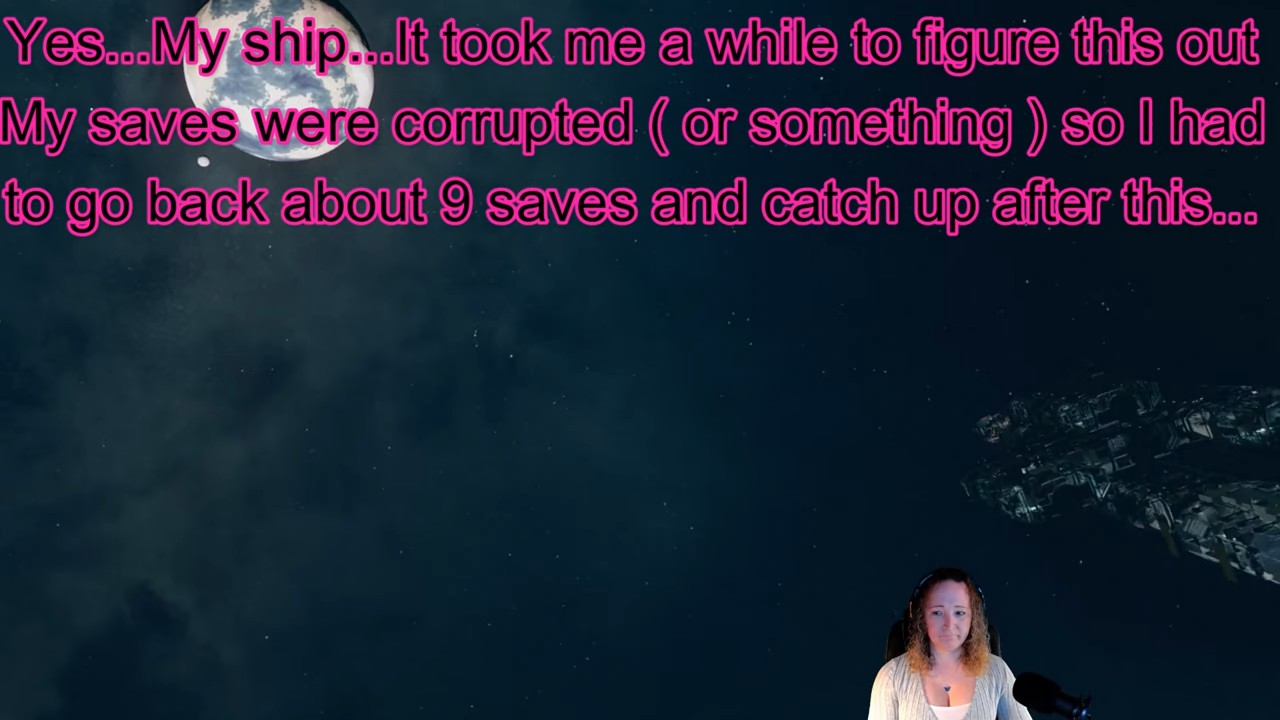 Yes...My ship...It took me a while to figure this out
My saves were corrupted ( or something ) so I had
to go back about 9 saves and catch up after this...